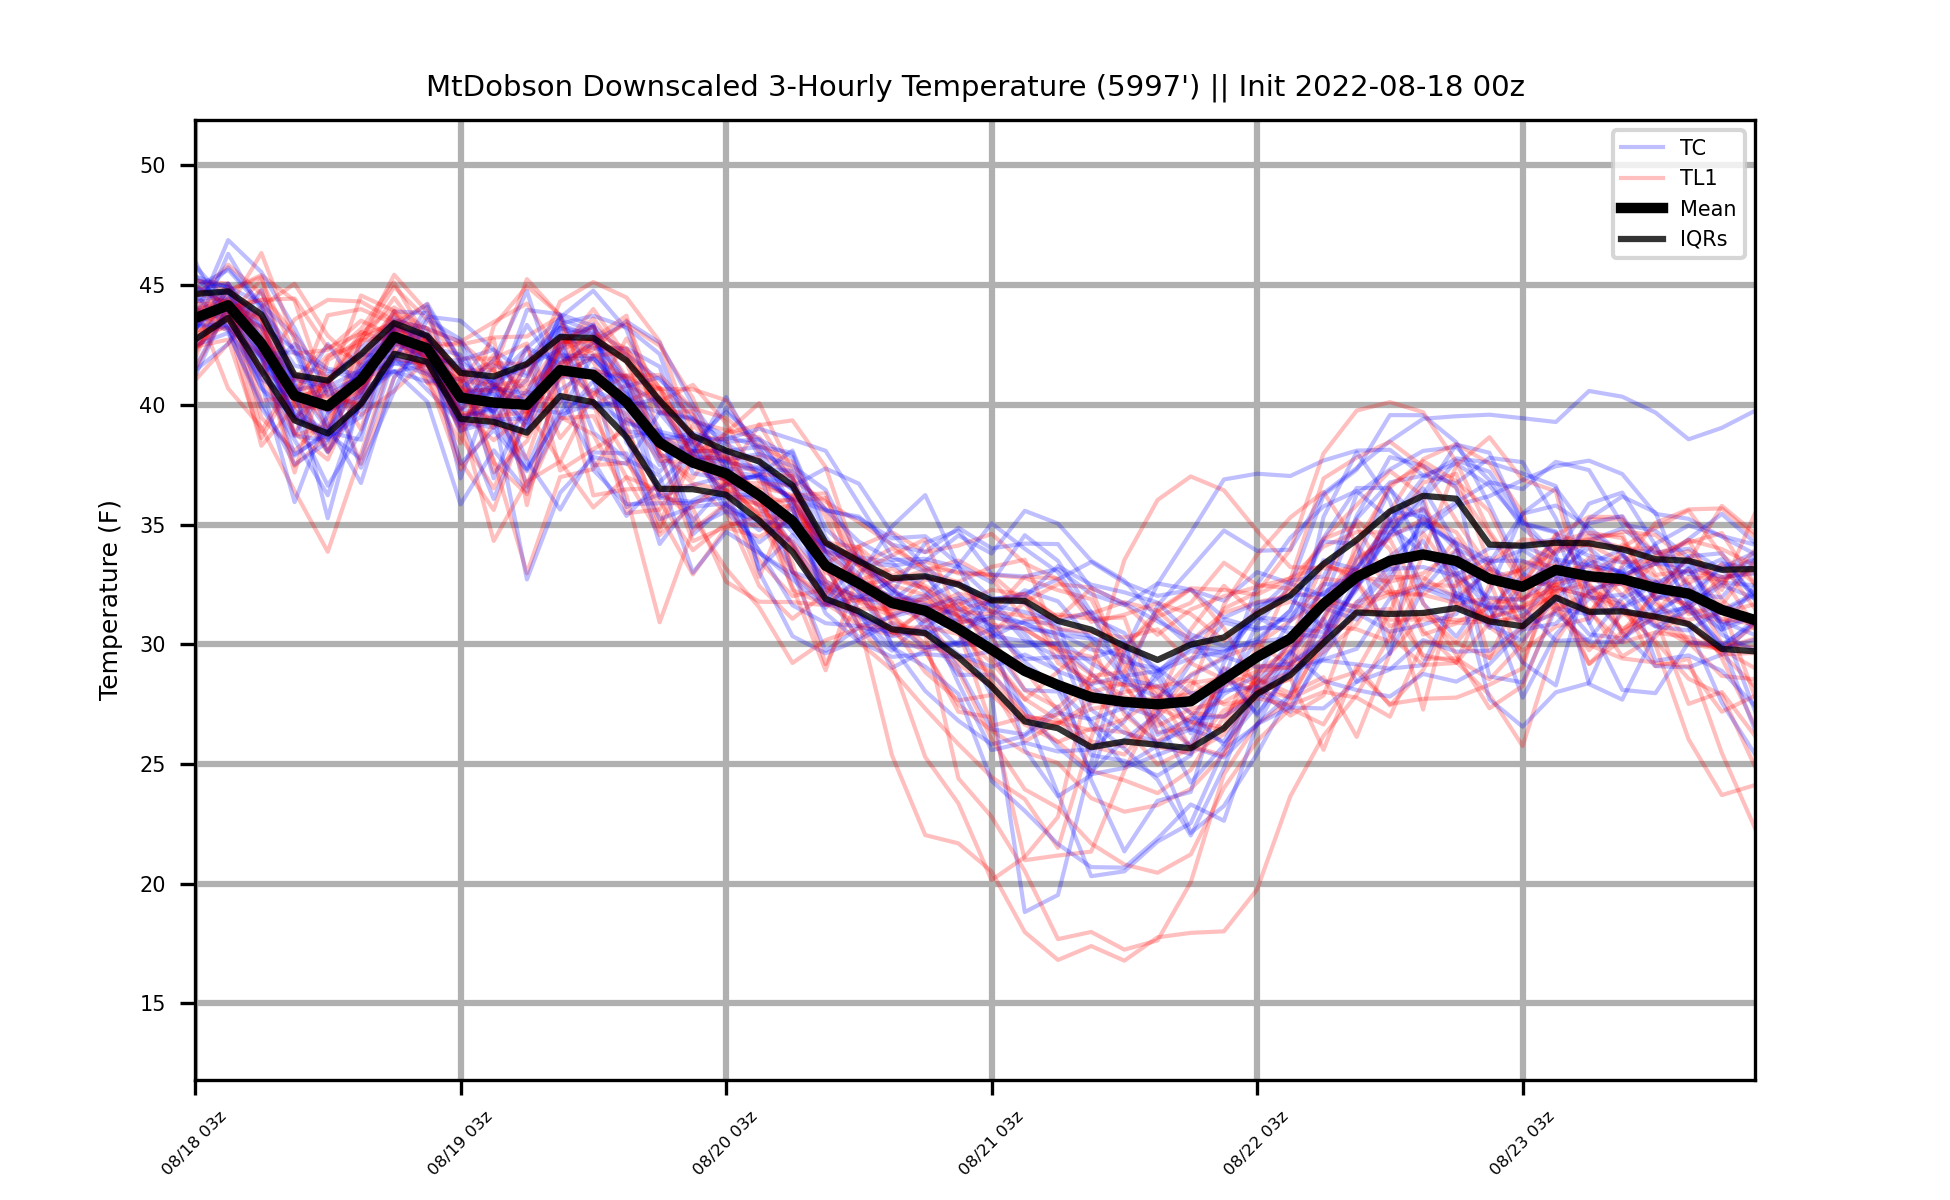 MtDobson Downscaled 3-Hourly Temperature (5997') || Init 2022-08-18 00z
TC
TL1
Mean
IQRs
Temperature (F)
50
45
40
35
30
25
20
15
08/18 03z
08/19 03z
08/20 03z
08/21 03z
08/22 03z
08/23 03z